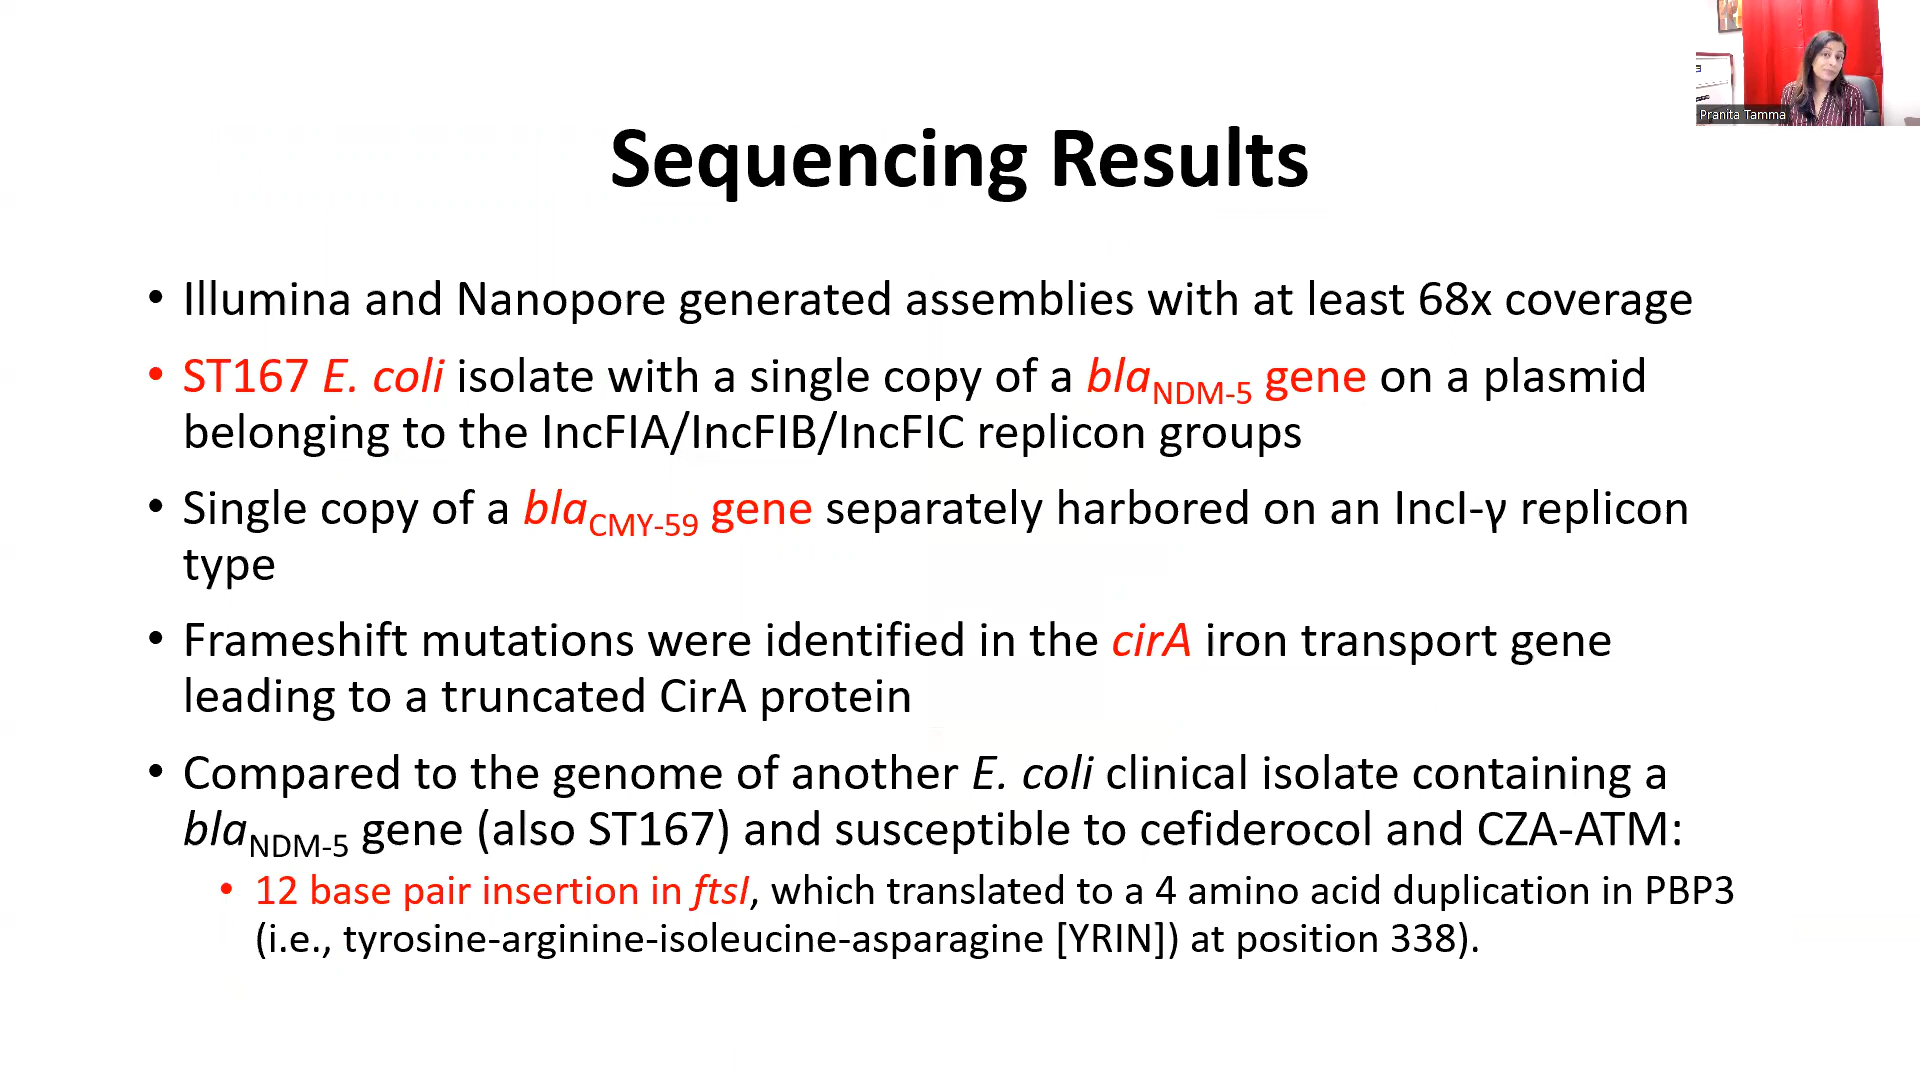 Pranita Tamma
Sequencing Results
• Illumina and Nanopore generated assemblies with at least 68x coverage
• ST167 E. coli isolate with a single copy of a blaNDM-5 gene on a plasmid
belonging to the IncFIA/IncFIB/IncFIC replicon groups
• Single copy of a blaCMY-59 gene separately harbored on an IncI-γ replicon
type
• Frameshift mutations were identified in the cirA iron transport gene
leading to a truncated CirA protein
• Compared to the genome of another E. coli clinical isolate containing a
blaNDM-5 gene (also ST167) and susceptible to cefiderocol and CZA-ATM:
• 12 base pair insertion in ftsI, which translated to a 4 amino acid duplication in PBP3
(i.e., tyrosine-arginine-isoleucine-asparagine [YRIN]) at position 338).